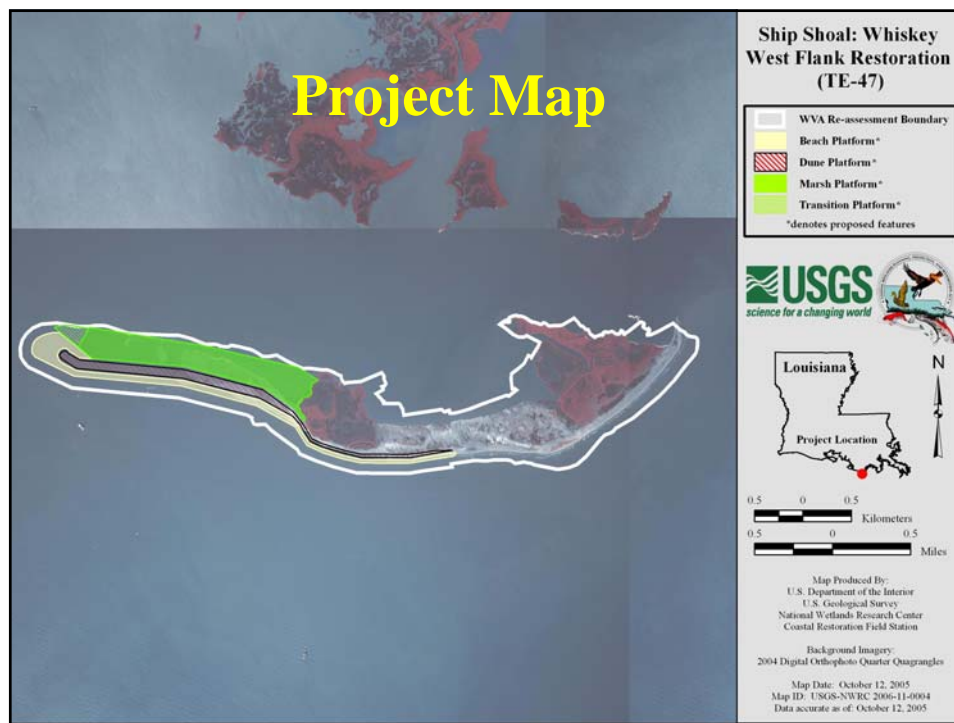 Project Map
Ship Shoal: Whiskey
West Flank Restoration
(TE-47)
WVA Re-assessment Boundary
Beach Platform*
Dune Platform*
Marsh Platform*
Transition Platform*
*denotes proposed features
USGS
science for a changing world
Louisiana
N
Project Location
0.5 0 0.5
Kilometers
0.5 0 0.5
Miles
Map Produced By:
U.S. Department of the Interior
U.S. Geological Survey
National Wetlands Research Center
Coastal Restoration Field Station
Background Imagery:
2004 Digital Orthophoto Quarter Quagrangles
Map Date: October 12, 2005
Map ID: USGS-NWRC 2006-11-0004
Data accurate as of: October 12, 2005